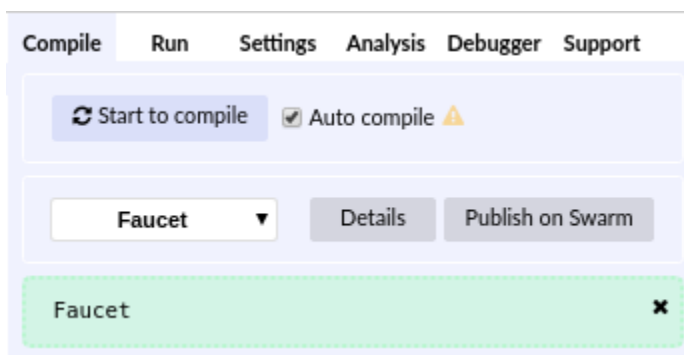 Compile Run Settings Analysis Debugger Support
Start to compile Auto compile
Faucet Details Publish on Swarm
Faucet